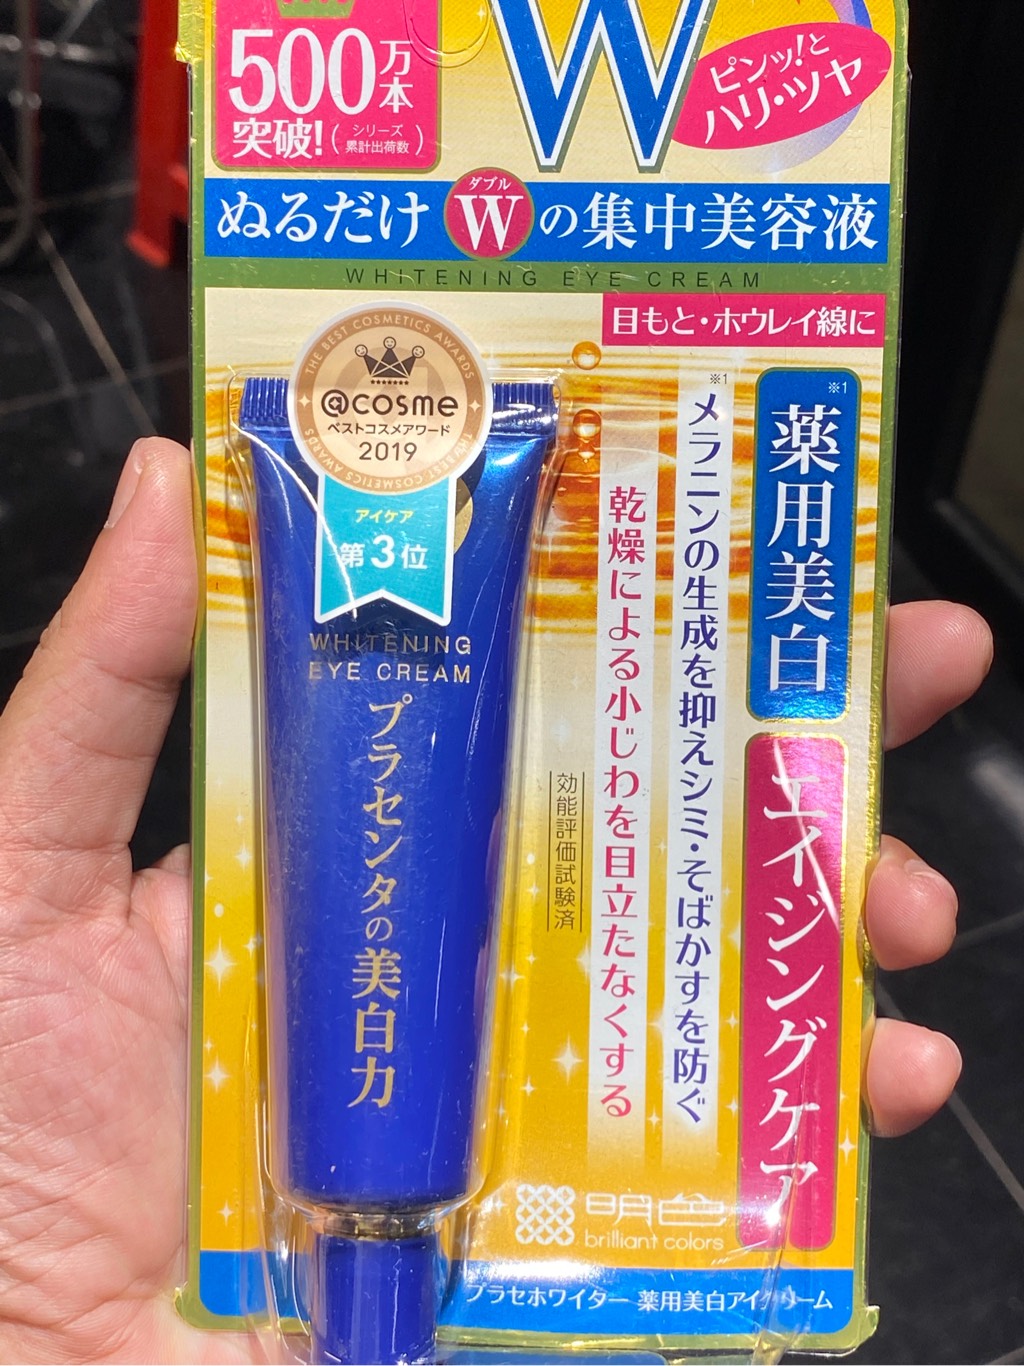 500万本
突破!(シリーズ累計出荷数)
W
ピンッ!と
ハリ・ツヤ
ぬるだけ
ダブル
W
の集中美容液
WHITENING EYE CREAM
目もと・ホウレイ線に
※1
薬用美白
エイジングケア
※1
メラニンの生成を抑えシミ・そばかすを防ぐ
乾燥による小じわを目立たなくする
効能評価試験済
THE BEST COSMETICS AWARDS
@cosme
ベストコスメアワード
2019
THE BEST COSMETICS AWARDS
アイケア
第3位
WHITENING
EYE CREAM
プラセンタの美白力
明色
brilliant colors
プラセホワイター 薬用美白アイクリーム